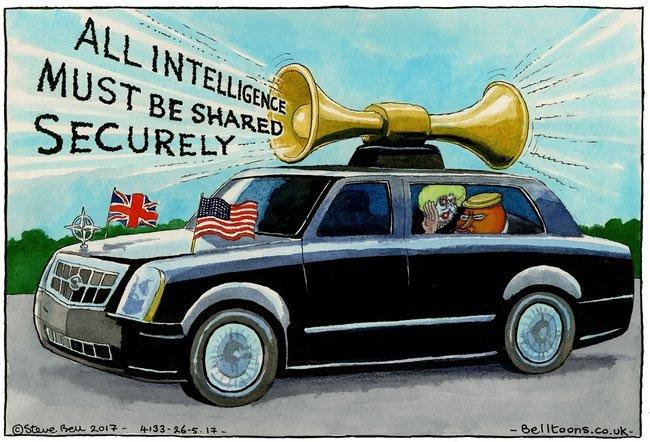 ALL INTELLIGENCE
MUST BE SHARED
SECURELY
©Steve Bell 2017 - 4133-26-5.17-
- Belltoons.co.uk -